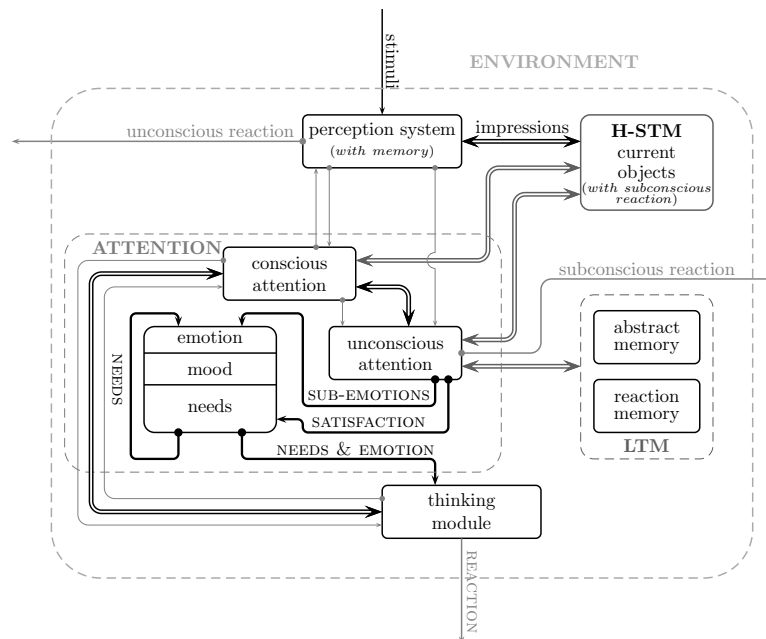 stimuli
ENVIRONMENT
unconscious reaction
perception system
(with memory)
impressions
H-STM
current
objects
(with subconscious
reaction)
ATTENTION
conscious
attention
subconscious reaction
emotion
mood
needs
NEEDS
unconscious
attention
abstract
memory
reaction
memory
LTM
SUB-EMOTIONS
SATISFACTION
NEEDS & EMOTION
thinking
module
REACTION